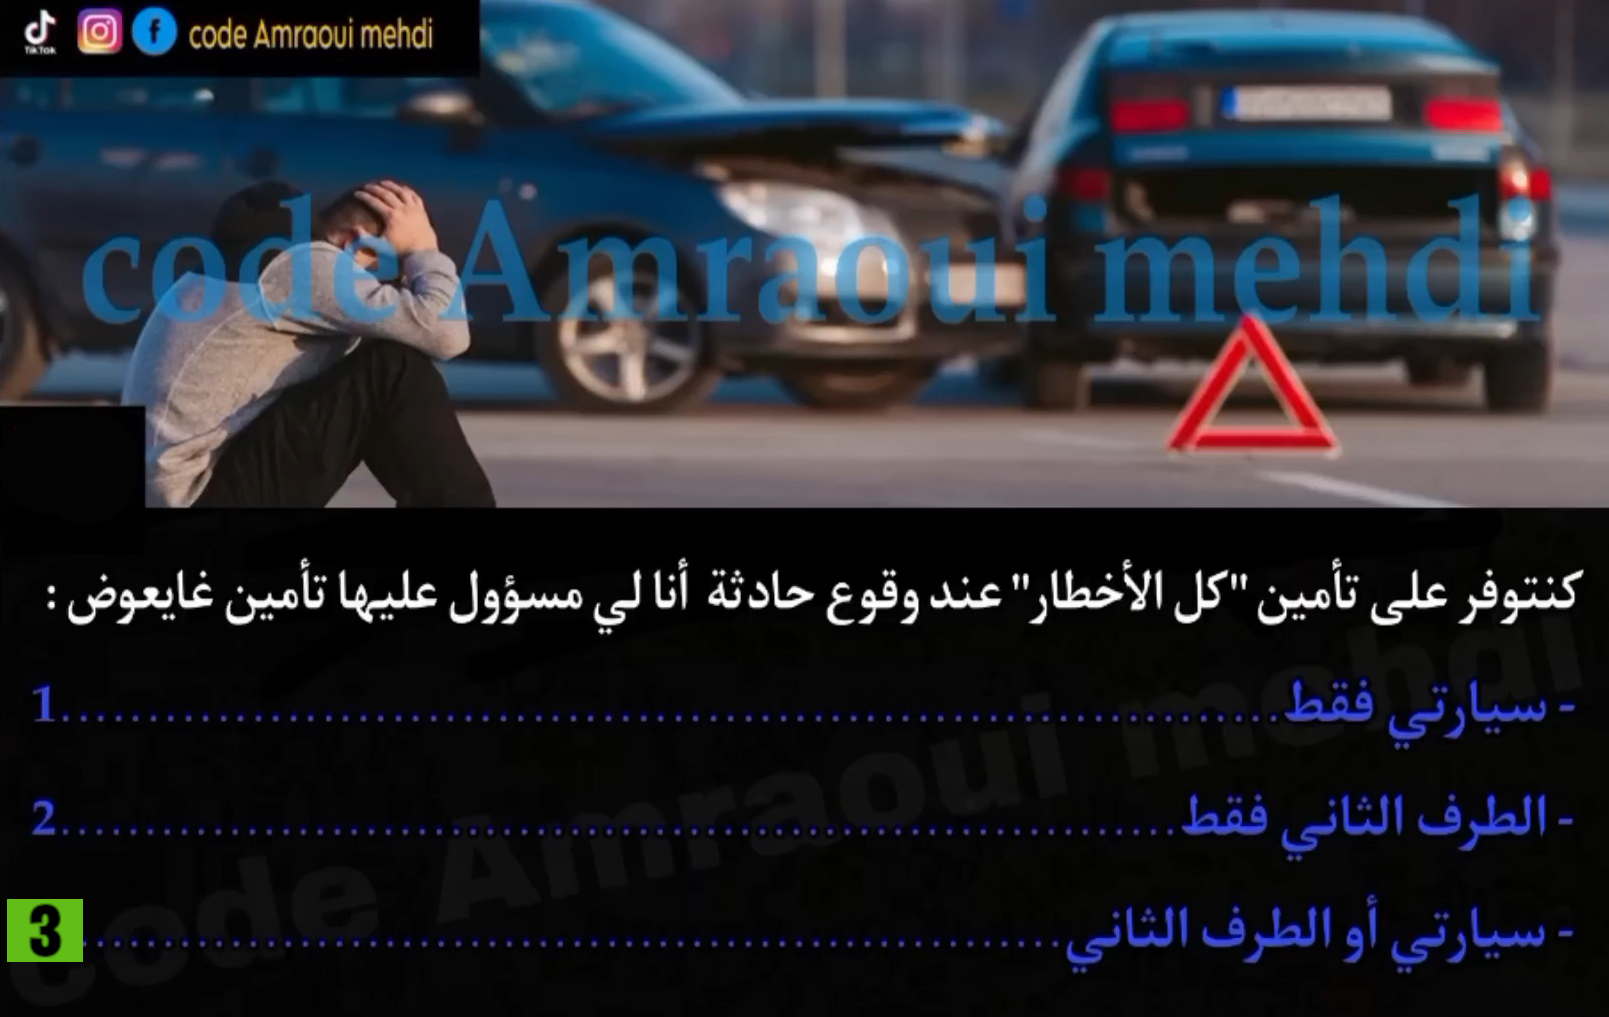 TikTok
code Amraoui mehdi
code Amraoui mehdi
كنتوفر على تأمين "كل الأخطار" عند وقوع حادثة أنا لي مسؤول عليها تأمين غايعوض :
- سيارتي فقط......................................................................1
- الطرف الثاني فقط................................................................2
- سيارتي أو الطرف الثاني.........................................................3
code Amraoui mehdi